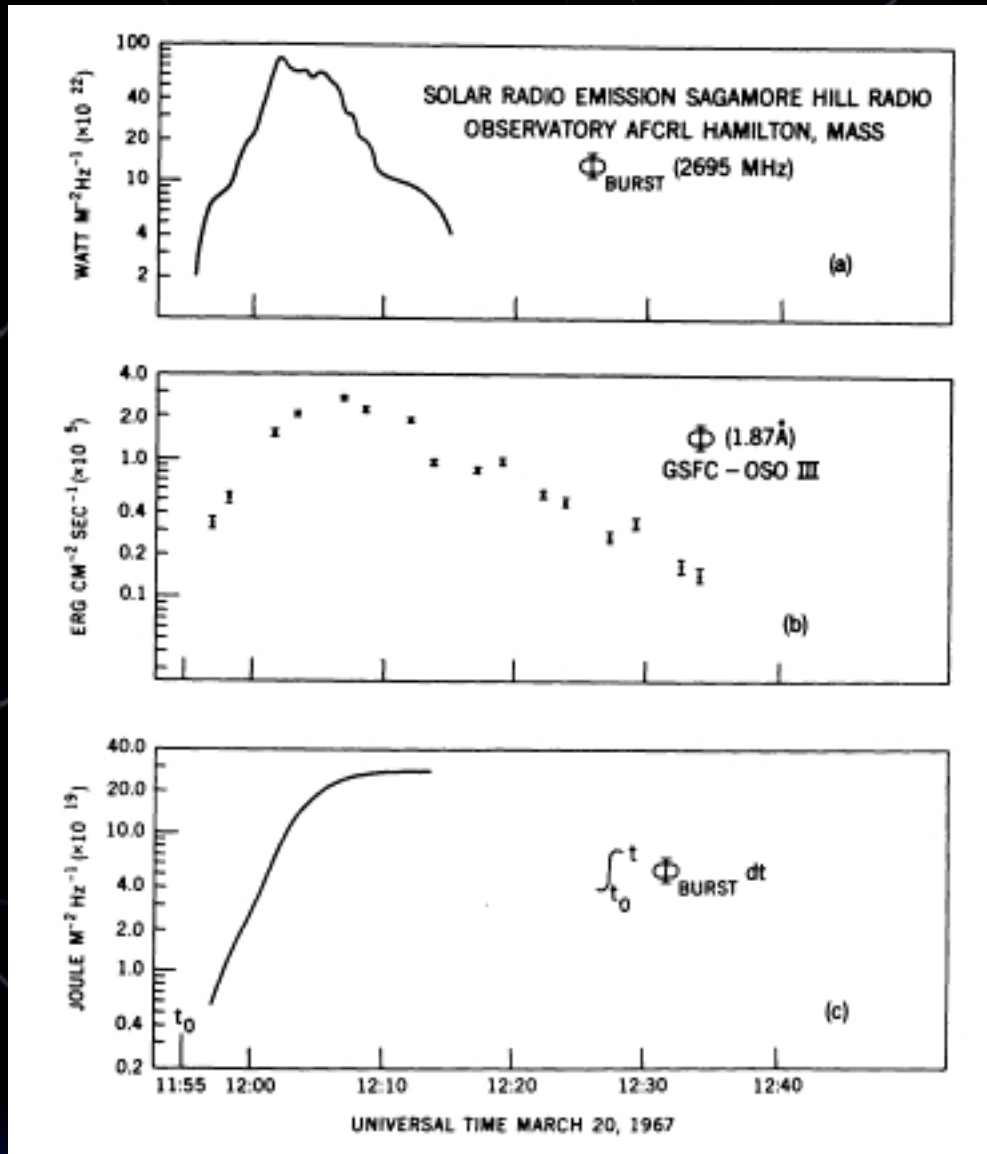 WATT M⁻² Hz⁻¹ (×10 22)
100
40
20
10
4
2
SOLAR RADIO EMISSION SAGAMORE HILL RADIO
OBSERVATORY AFCRL HAMILTON, MASS
Φ BURST (2695 MHz)
(a)
ERG CM⁻² SEC⁻¹ (×10 5)
4.0
2.0
1.0
0.4
0.2
0.1
Φ (1.87Å)
GSFC – OSO III
(b)
JOULE M⁻² Hz⁻¹ (×10 19)
40.0
20.0
10.0
4.0
2.0
1.0
0.4
0.2
∫ t t₀ Φ BURST dt
(c)
t₀
11:55 12:00 12:10 12:20 12:30 12:40
UNIVERSAL TIME MARCH 20, 1967